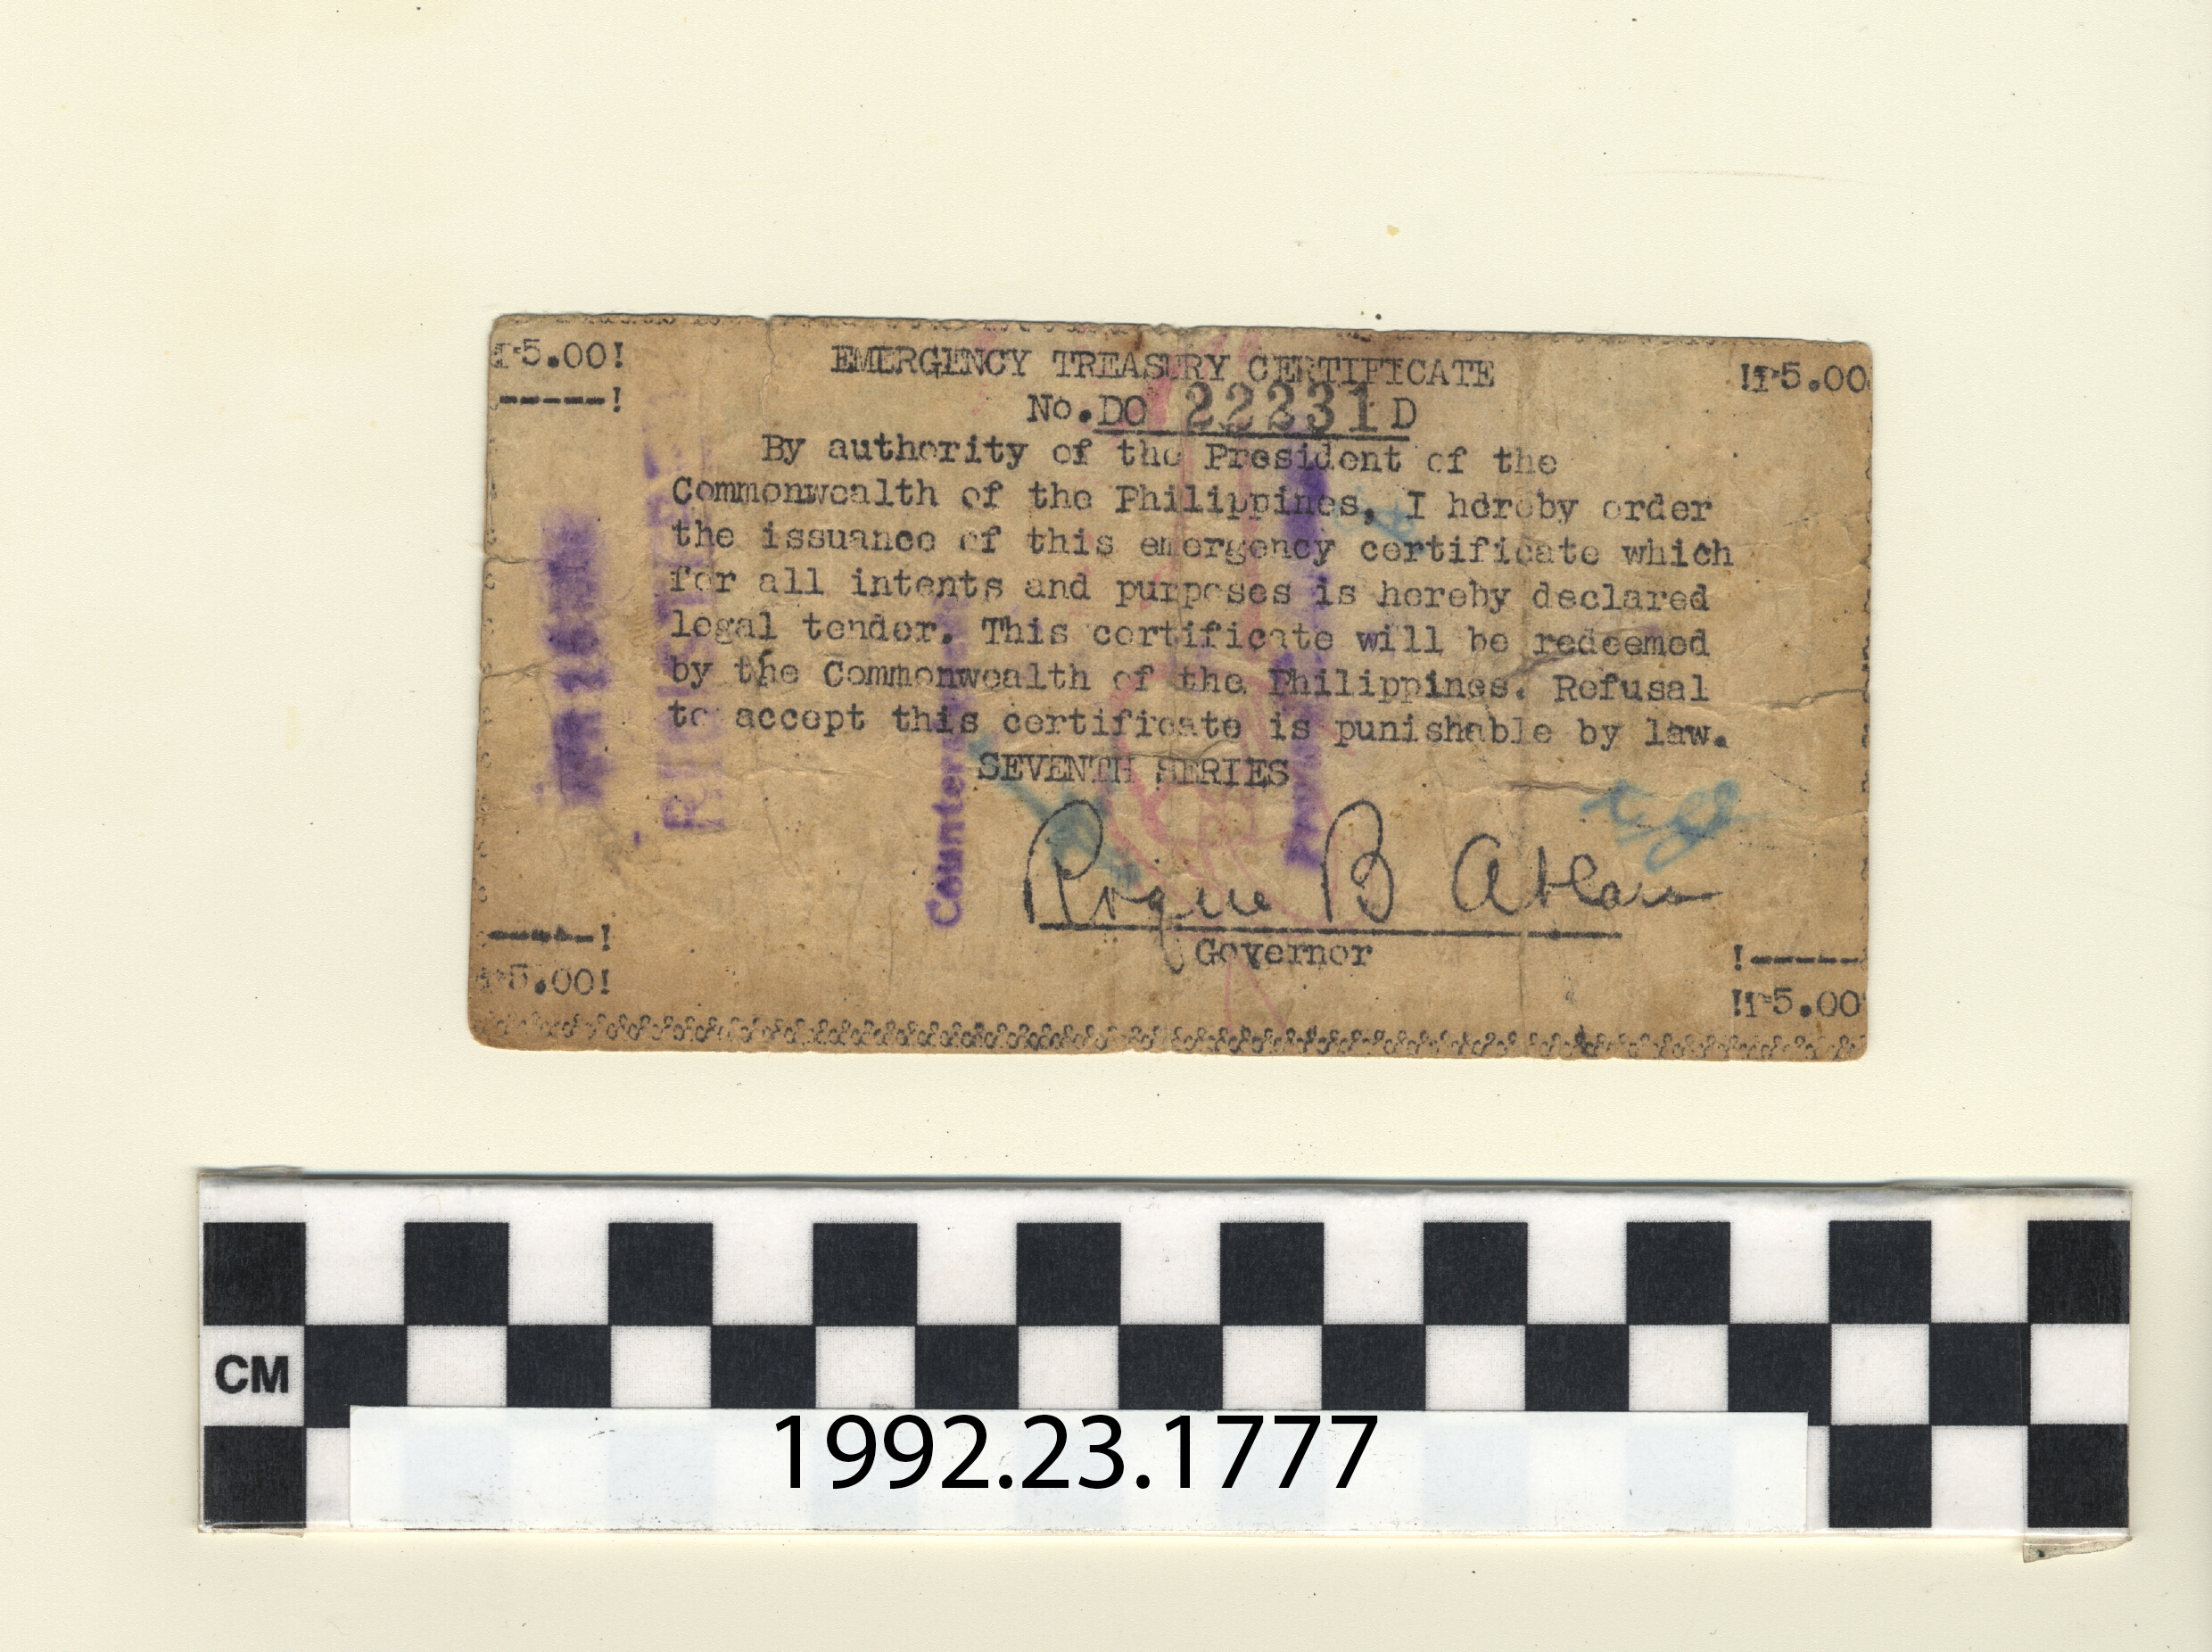 ₱5.00! EMERGENCY TREASURY CERTIFICATE !₱5.00
-----!
No. DO 22231 D
By authority of the President of the
Commonwealth of the Philippines, I hereby order
the issuance of this emergency certificate which
for all intents and purposes is hereby declared
legal tender. This certificate will be redeemed
by the Commonwealth of the Philippines. Refusal
to accept this certificate is punishable by law.
SEVENTH SERIES
Roque B Ablan
-----! Governor !-----
₱5.00! !₱5.00
CM
1992.23.1777